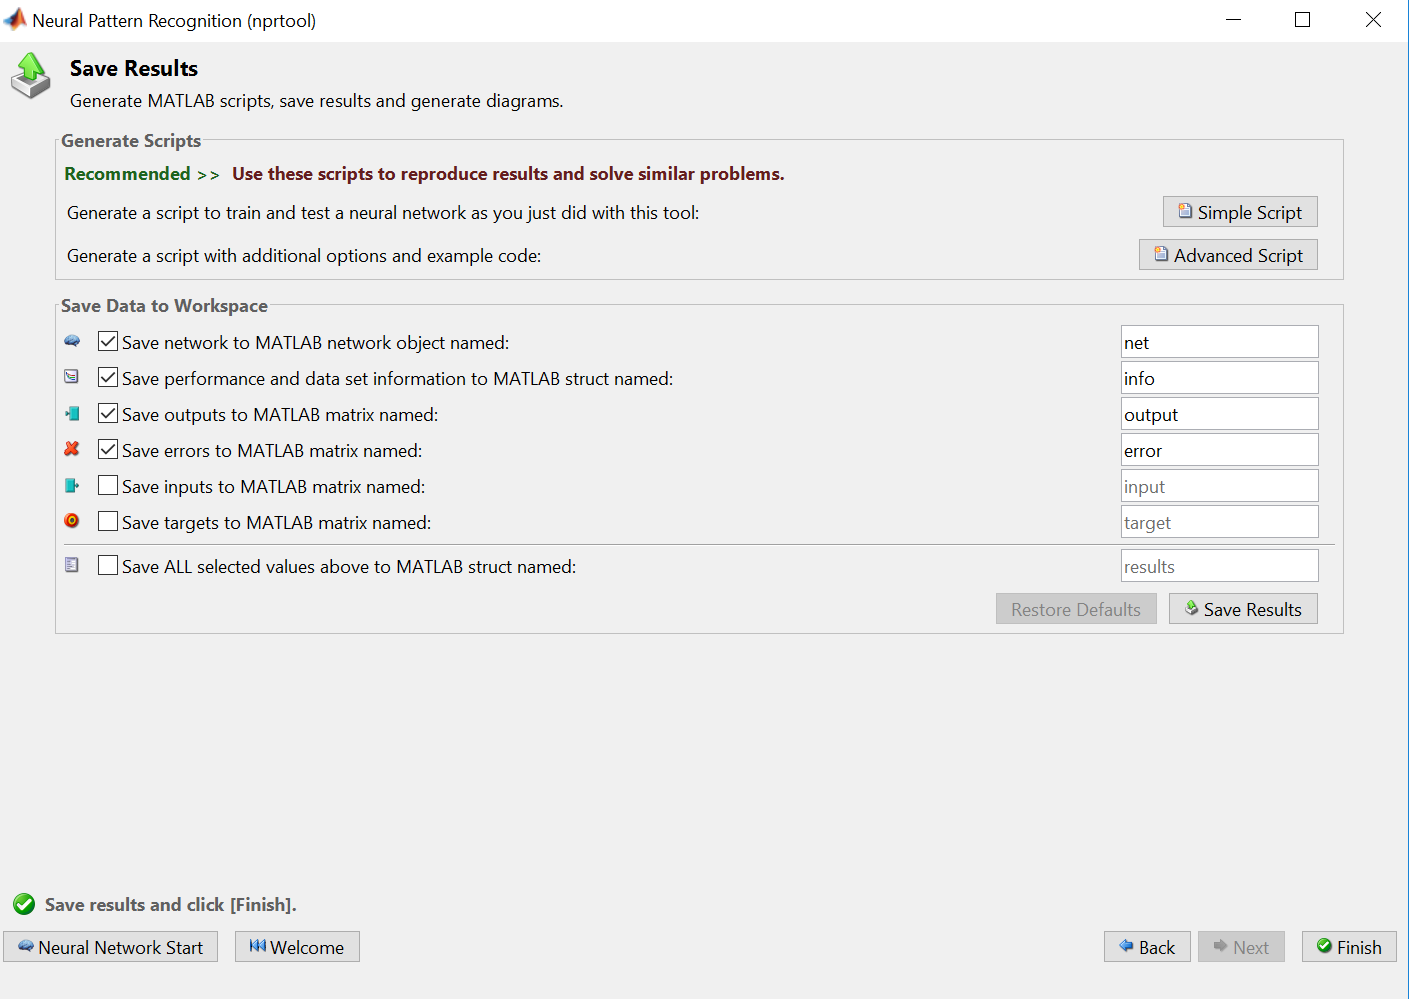 Neural Pattern Recognition (nprtool)
Save Results
Generate MATLAB scripts, save results and generate diagrams.
Generate Scripts
Recommended >> Use these scripts to reproduce results and solve similar problems.
Generate a script to train and test a neural network as you just did with this tool: Simple Script
Generate a script with additional options and example code: Advanced Script
Save Data to Workspace
Save network to MATLAB network object named: net
Save performance and data set information to MATLAB struct named: info
Save outputs to MATLAB matrix named: output
Save errors to MATLAB matrix named: error
Save inputs to MATLAB matrix named: input
Save targets to MATLAB matrix named: target
Save ALL selected values above to MATLAB struct named: results
Restore Defaults Save Results
Save results and click [Finish].
Neural Network Start Welcome Back Next Finish